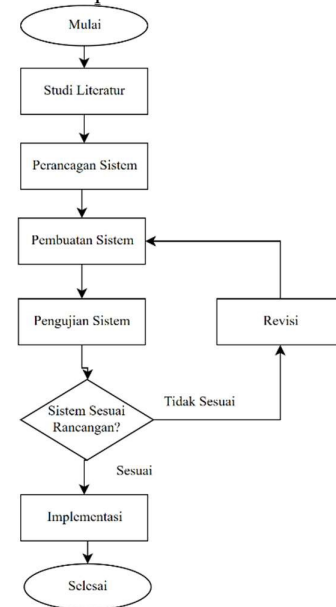 Mulai
Studi Literatur
Perancagan Sistem
Pembuatan Sistem
Pengujian Sistem
Revisi
Sistem Sesuai
Rancangan?
Tidak Sesuai
Sesuai
Implementasi
Selesai